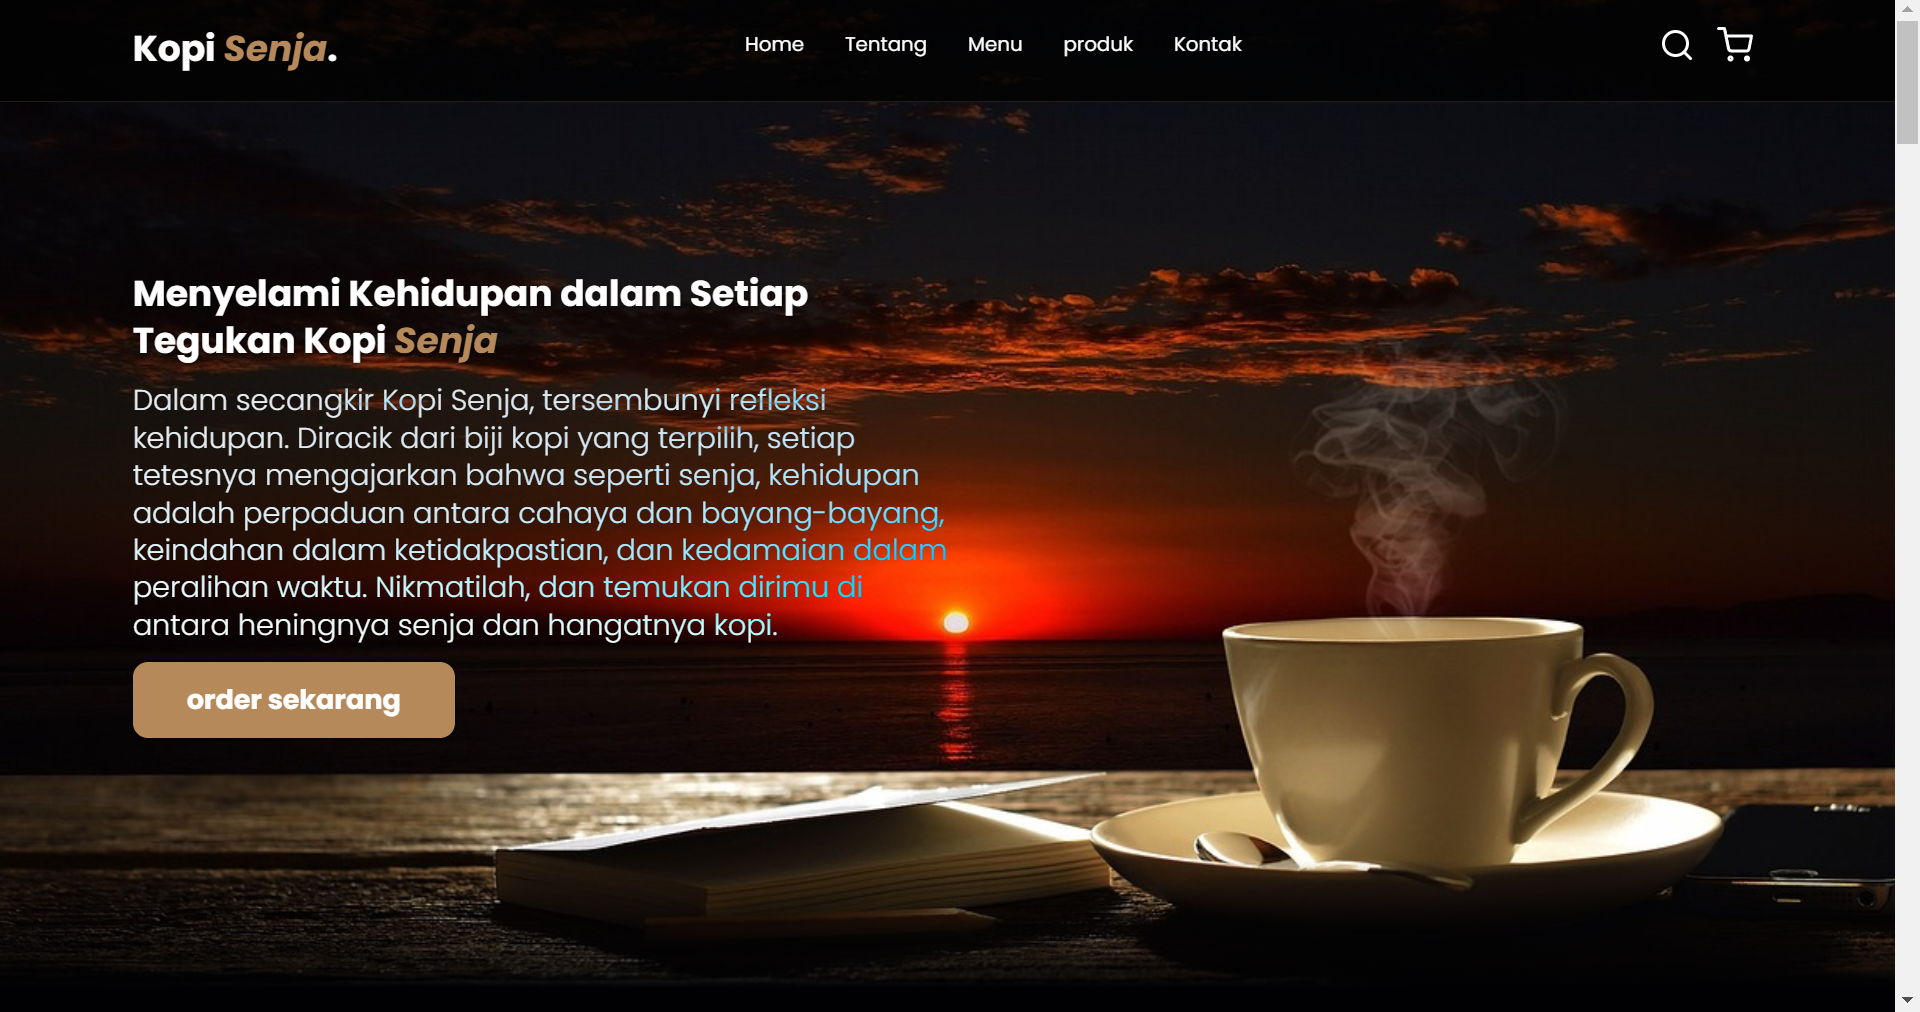 Kopi Senja.
Home Tentang Menu produk Kontak
Menyelami Kehidupan dalam Setiap
Tegukan Kopi Senja
Dalam secangkir Kopi Senja, tersembunyi refleksi
kehidupan. Diracik dari biji kopi yang terpilih, setiap
tetesnya mengajarkan bahwa seperti senja, kehidupan
adalah perpaduan antara cahaya dan bayang-bayang,
keindahan dalam ketidakpastian, dan kedamaian dalam
peralihan waktu. Nikmatilah, dan temukan dirimu di
antara heningnya senja dan hangatnya kopi.
order sekarang